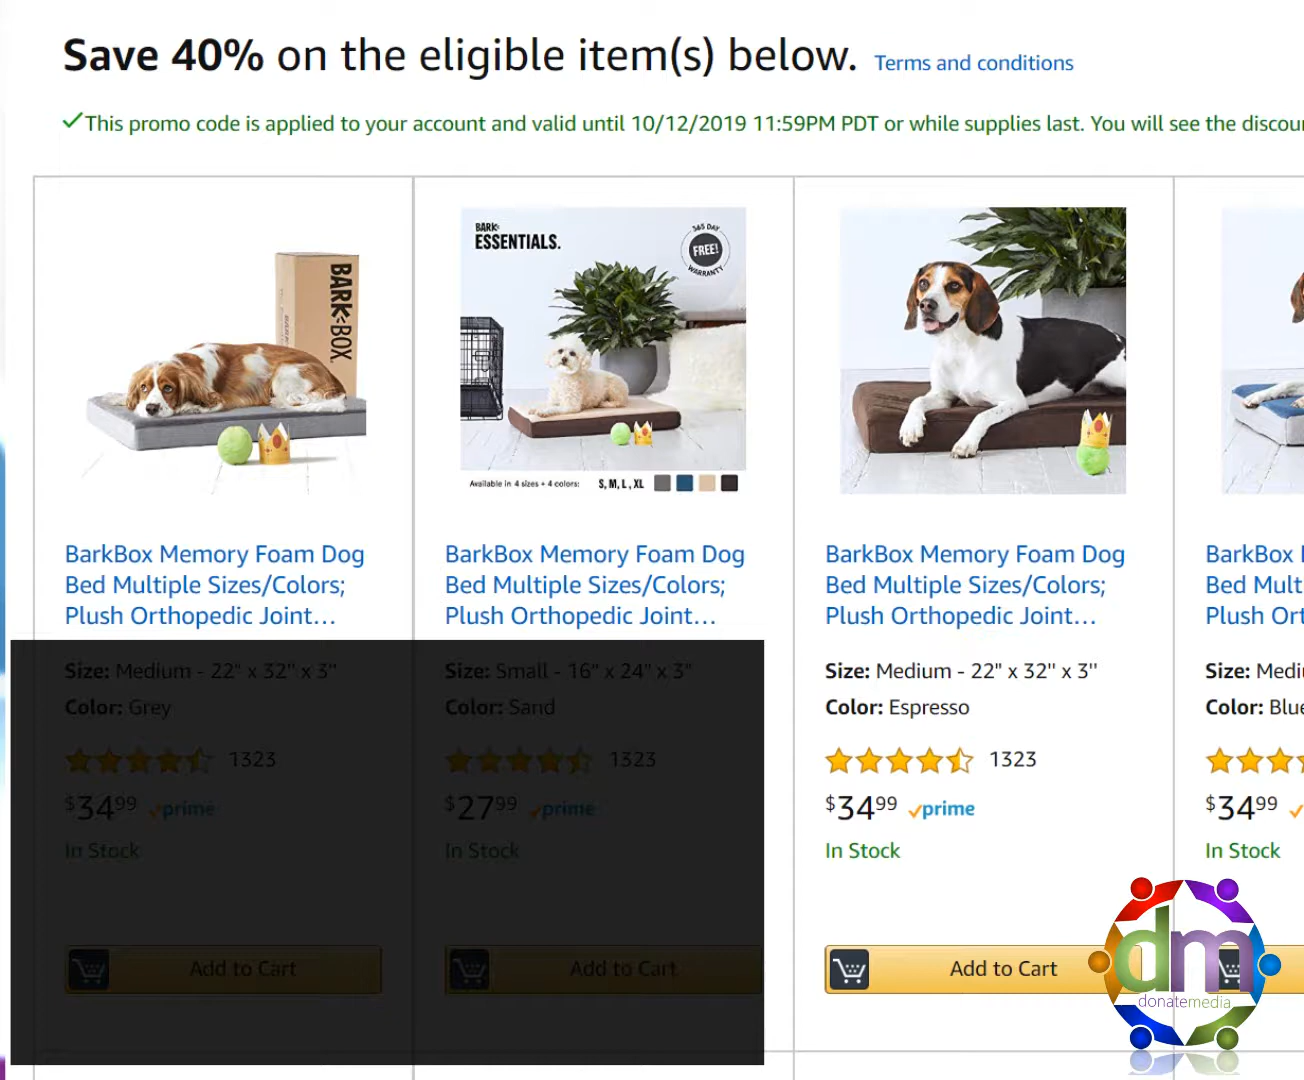 Save 40% on the eligible item(s) below. Terms and conditions
This promo code is applied to your account and valid until 10/12/2019 11:59PM PDT or while supplies last. You will see the discou
BARK BOX
BARK
ESSENTIALS.
365 DAY
FREE!
WARRANTY
Available in 4 sizes + 4 colors: S, M, L, XL
BarkBox Memory Foam Dog
Bed Multiple Sizes/Colors;
Plush Orthopedic Joint...
Size: Medium - 22" x 32" x 3"
Color: Grey
1323
$34.99 prime
In Stock
Add to Cart
BarkBox Memory Foam Dog
Bed Multiple Sizes/Colors;
Plush Orthopedic Joint...
Size: Small - 16" x 24" x 3"
Color: Sand
1323
$27.99 prime
In Stock
Add to Cart
BarkBox Memory Foam Dog
Bed Multiple Sizes/Colors;
Plush Orthopedic Joint...
Size: Medium - 22" x 32" x 3"
Color: Espresso
1323
$34.99 prime
In Stock
Add to Cart
BarkBox
Bed Mult
Plush Ort
Size: Medi
Color: Blue
$34.99
In Stock
dm
donatemedia